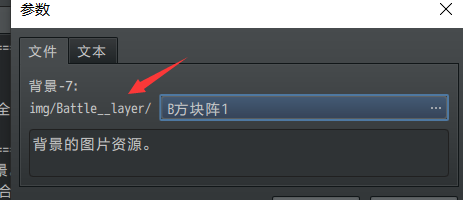 参数
文件 文本
背景-7:
img/Battle__layer/ B方块阵1 ···
背景的图片资源。